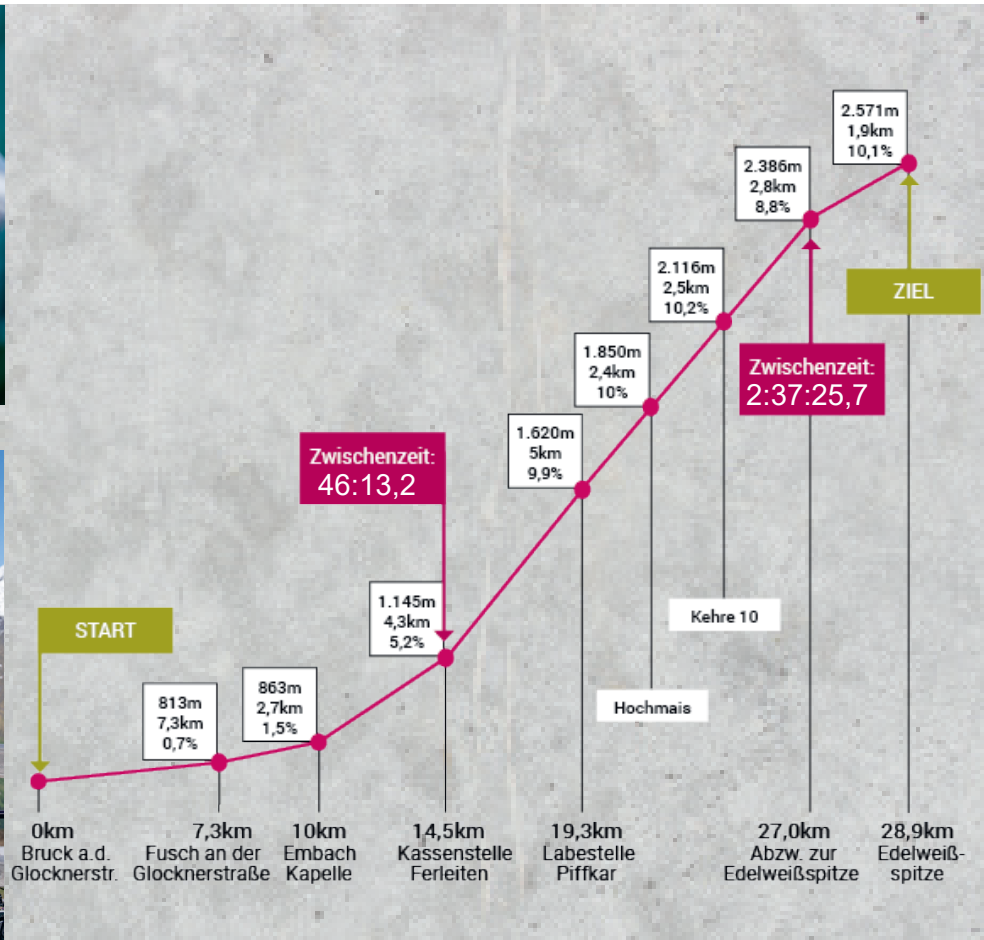 2.571m
1,9km
10,1%
2.386m
2,8km
8,8%
ZIEL
2.116m
2,5km
10,2%
1.850m
2,4km
10%
Zwischenzeit:
2:37:25,7
1.620m
5km
9,9%
Zwischenzeit:
46:13,2
1.145m
4,3km
5,2%
Kehre 10
START
863m
2,7km
1,5%
813m
7,3km
0,7%
Hochmais
0km
Bruck a.d.
Glocknerstr.
7,3km
Fusch an der
Glocknerstraße
10km
Embach
Kapelle
14,5km
Kassenstelle
Ferleiten
19,3km
Labestelle
Piffkar
27,0km
Abzw. zur
Edelweißspitze
28,9km
Edelweiß-
spitze